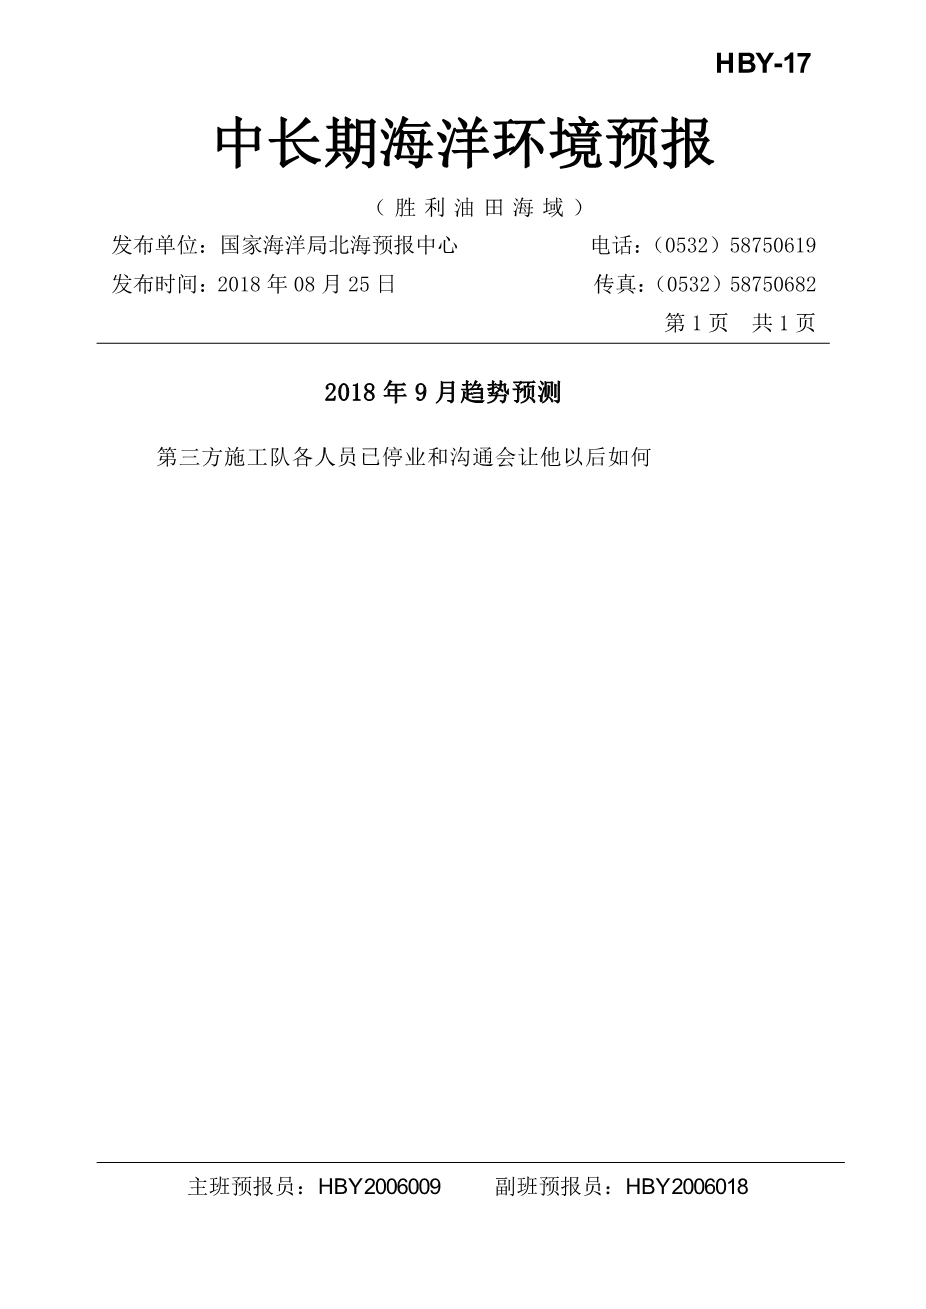 HBY-17
中长期海洋环境预报
（胜利油田海域）
发布单位：国家海洋局北海预报中心 电话：（0532）58750619
发布时间：2018 年 08 月 25 日 传真：（0532）58750682
第 1 页 共 1 页
2018 年 9 月趋势预测
第三方施工队各人员已停业和沟通会让他以后如何
主班预报员：HBY2006009 副班预报员：HBY2006018